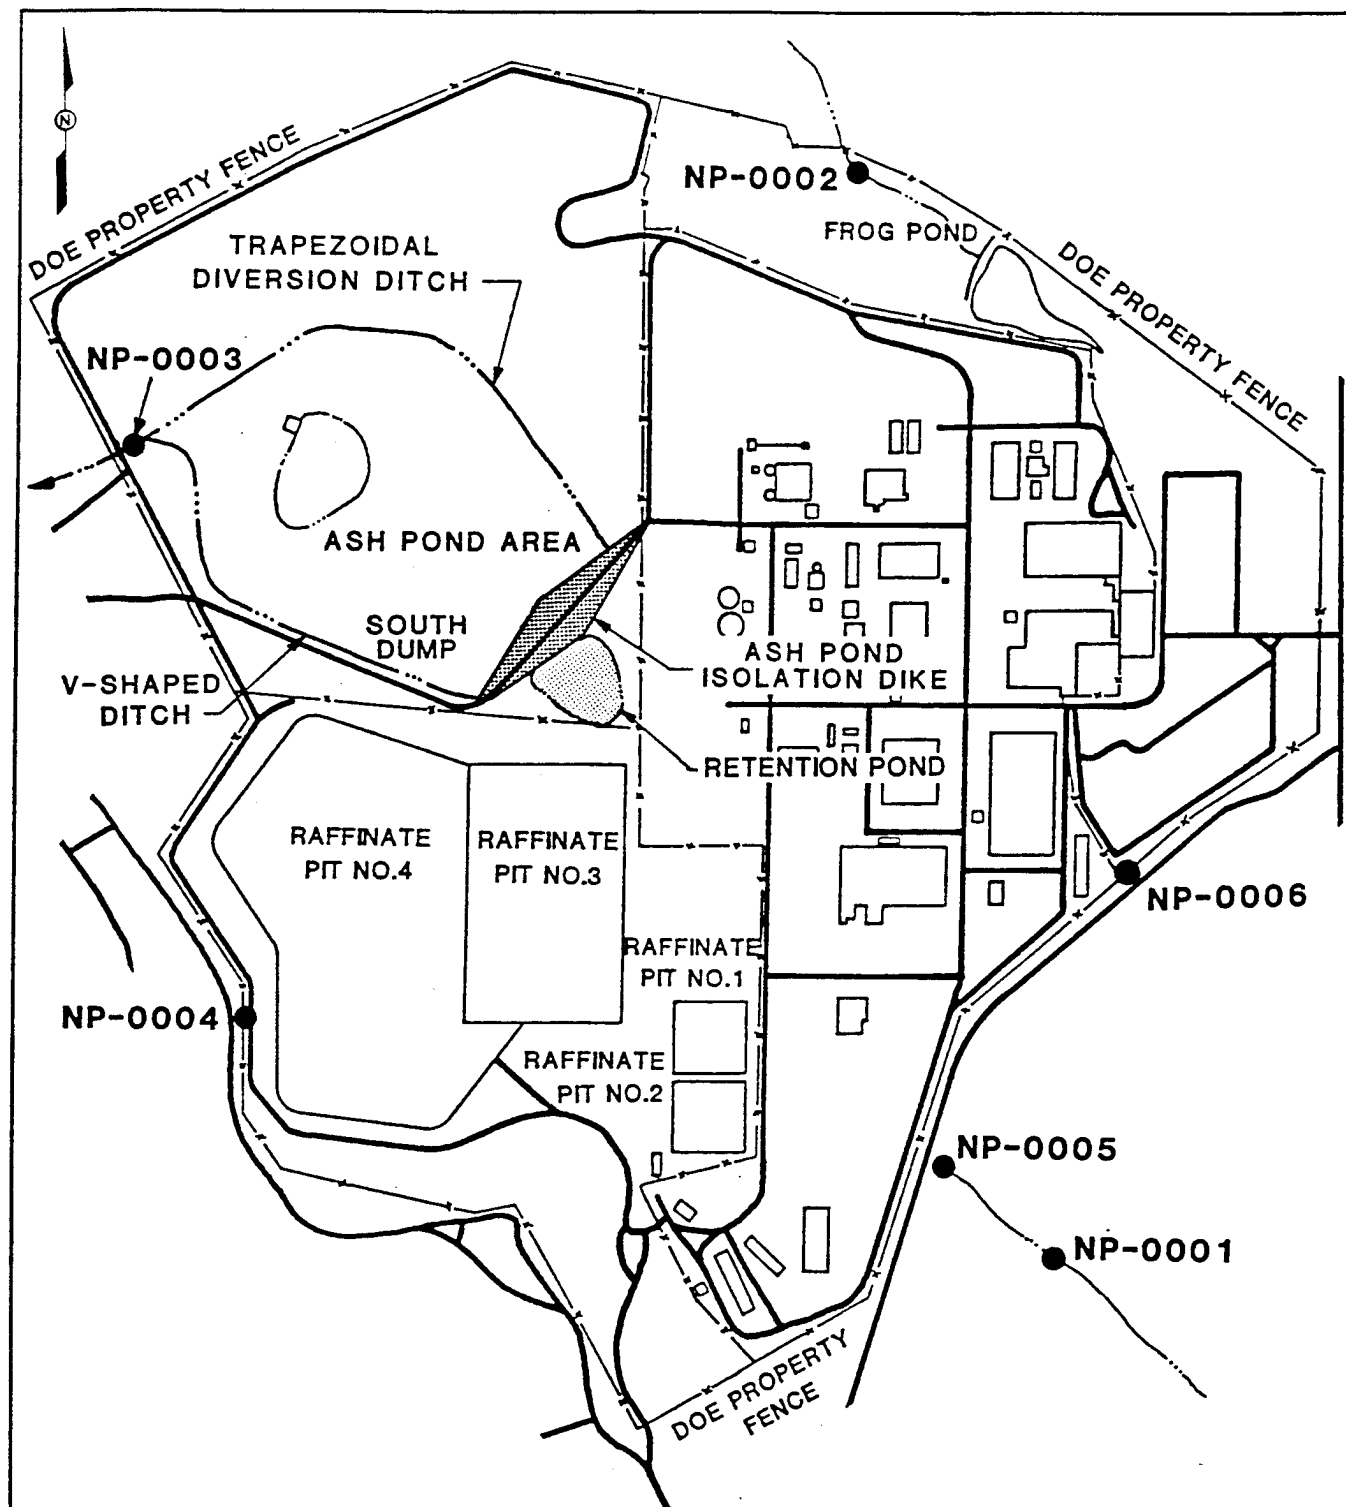 N
NP-0002
DOE PROPERTY FENCE
FROG POND
DOE PROPERTY FENCE
TRAPEZOIDAL
DIVERSION DITCH
NP-0003
ASH POND AREA
SOUTH
DUMP
ASH POND
ISOLATION DIKE
V-SHAPED
DITCH
RETENTION POND
RAFFINATE
PIT NO.4
RAFFINATE
PIT NO.3
NP-0006
RAFFINATE
PIT NO.1
NP-0004
RAFFINATE
PIT NO.2
NP-0005
NP-0001
DOE PROPERTY
FENCE